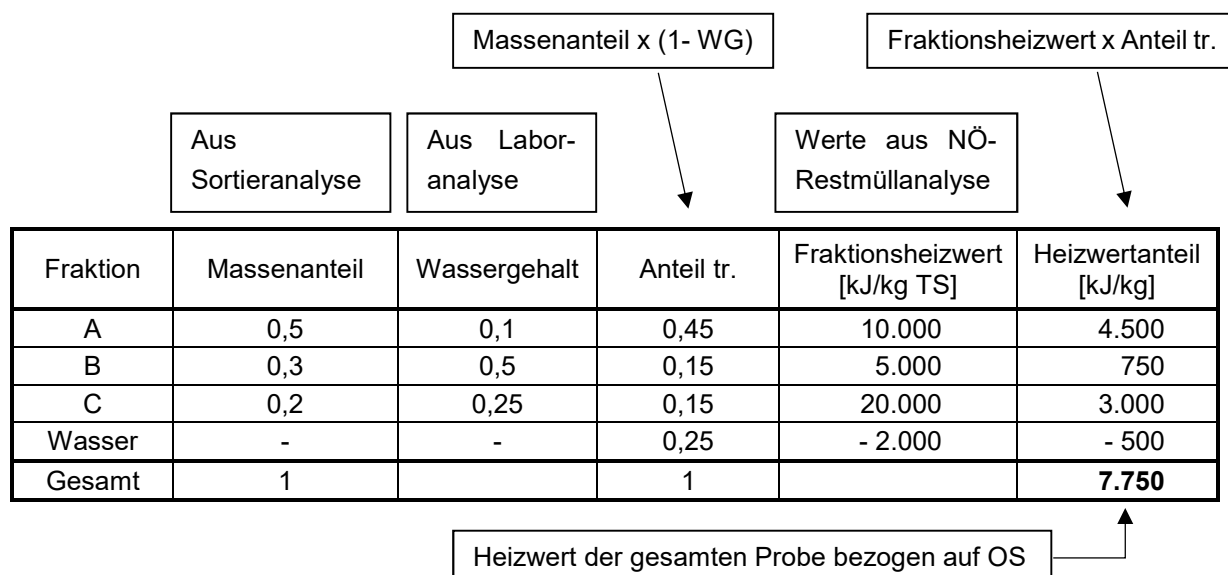 Massenanteil x (1- WG)
Fraktionsheizwert x Anteil tr.
Aus
Sortieranalyse
Aus Labor-
analyse
Werte aus NÖ-
Restmüllanalyse
Fraktion Massenanteil Wassergehalt Anteil tr. Fraktionsheizwert [kJ/kg TS] Heizwertanteil [kJ/kg]
A 0,5 0,1 0,45 10.000 4.500
B 0,3 0,5 0,15 5.000 750
C 0,2 0,25 0,15 20.000 3.000
Wasser - - 0,25 - 2.000 - 500
Gesamt 1 1 7.750
Heizwert der gesamten Probe bezogen auf OS